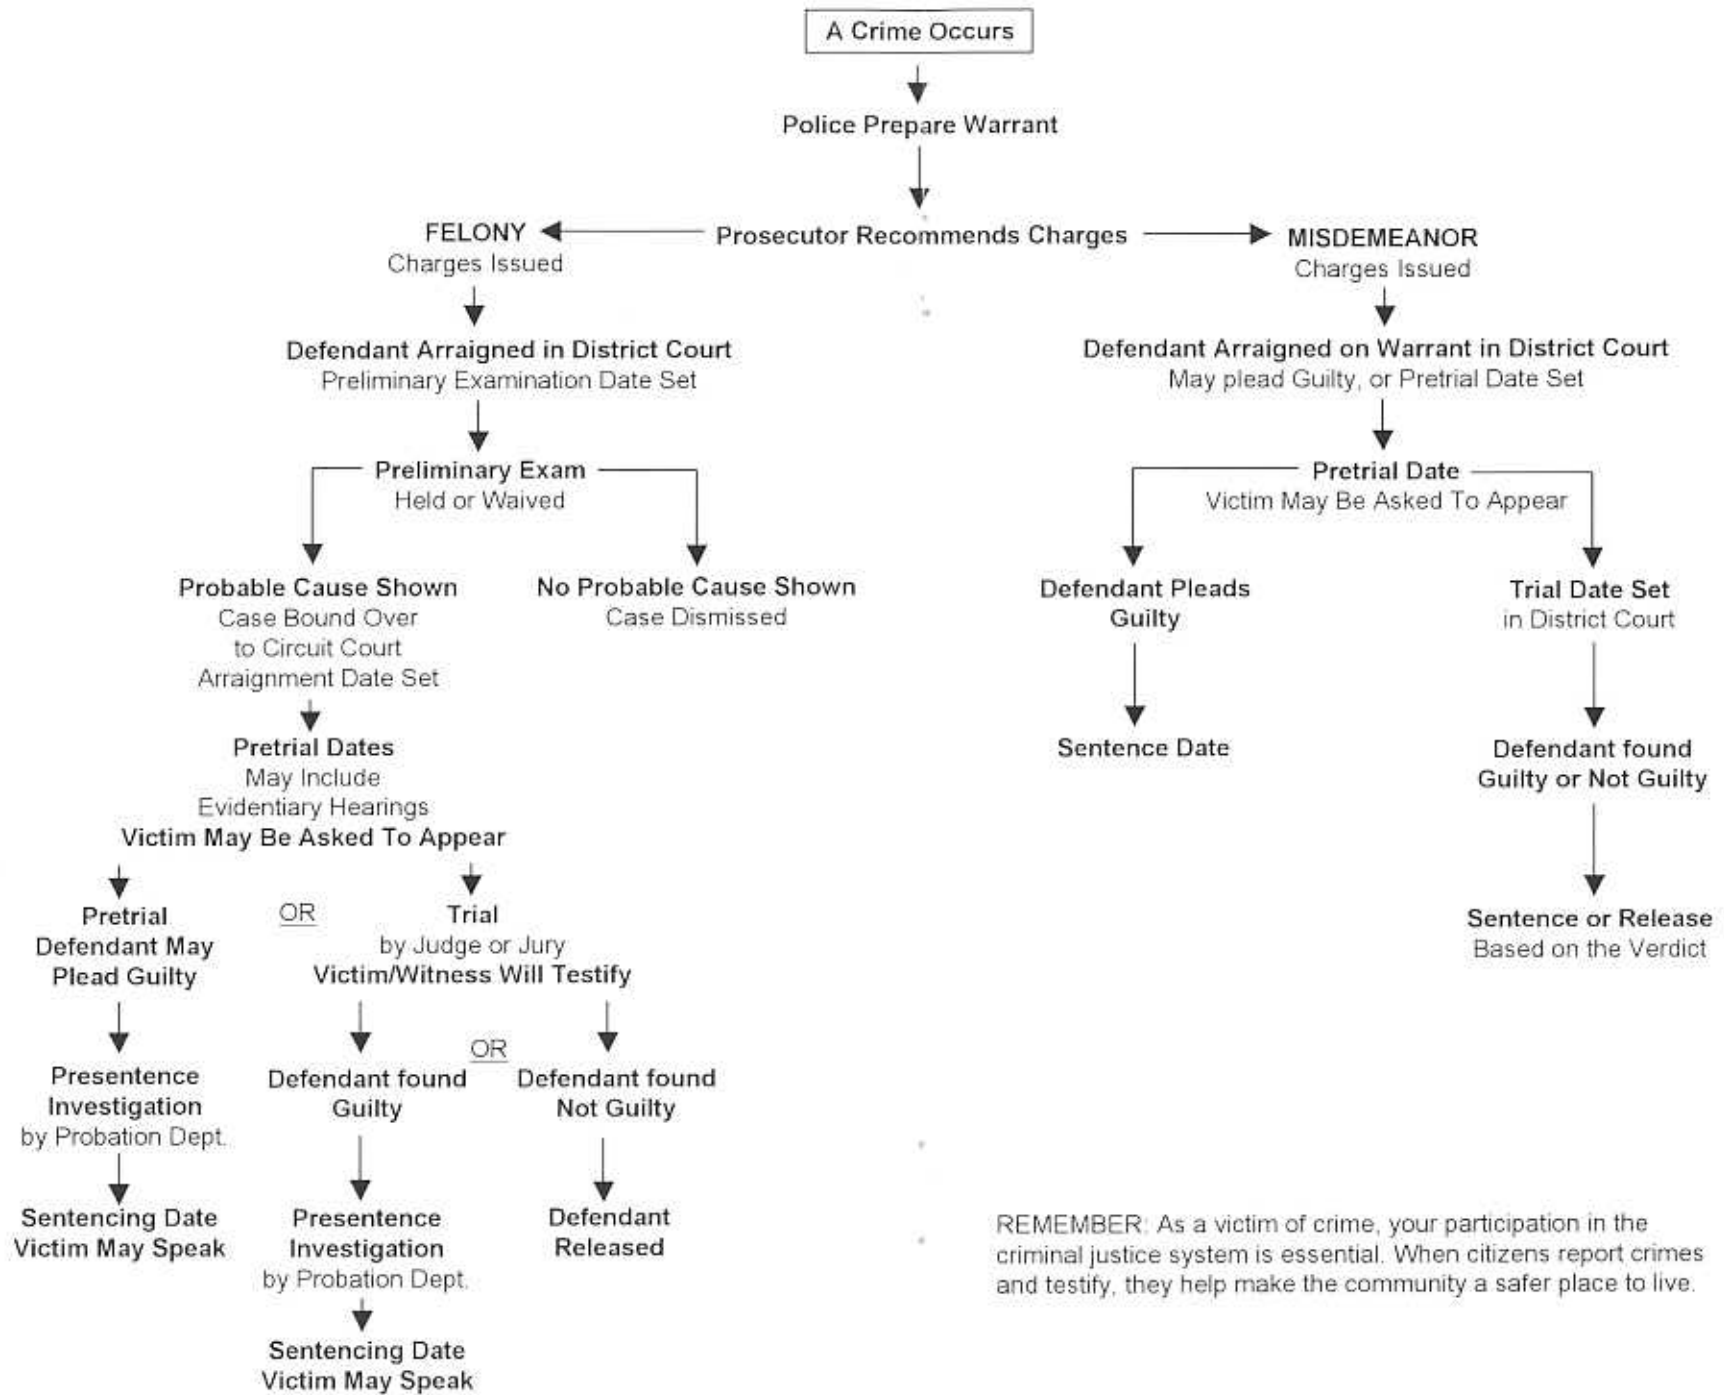 A Crime Occurs
Police Prepare Warrant
Prosecutor Recommends Charges
FELONY
Charges Issued
Defendant Arraigned in District Court
Preliminary Examination Date Set
Preliminary Exam
Held or Waived
Probable Cause Shown
Case Bound Over
to Circuit Court
Arraignment Date Set
No Probable Cause Shown
Case Dismissed
Pretrial Dates
May Include
Evidentiary Hearings
Victim May Be Asked To Appear
Pretrial
Defendant May
Plead Guilty
OR
Trial
by Judge or Jury
Victim/Witness Will Testify
Presentence
Investigation
by Probation Dept.
Sentencing Date
Victim May Speak
Defendant found
Guilty
OR
Defendant found
Not Guilty
Presentence
Investigation
by Probation Dept.
Sentencing Date
Victim May Speak
Defendant
Released
MISDEMEANOR
Charges Issued
Defendant Arraigned on Warrant in District Court
May plead Guilty, or Pretrial Date Set
Pretrial Date
Victim May Be Asked To Appear
Defendant Pleads
Guilty
Sentence Date
Trial Date Set
in District Court
Defendant found
Guilty or Not Guilty
Sentence or Release
Based on the Verdict
REMEMBER: As a victim of crime, your participation in the
criminal justice system is essential. When citizens report crimes
and testify, they help make the community a safer place to live.